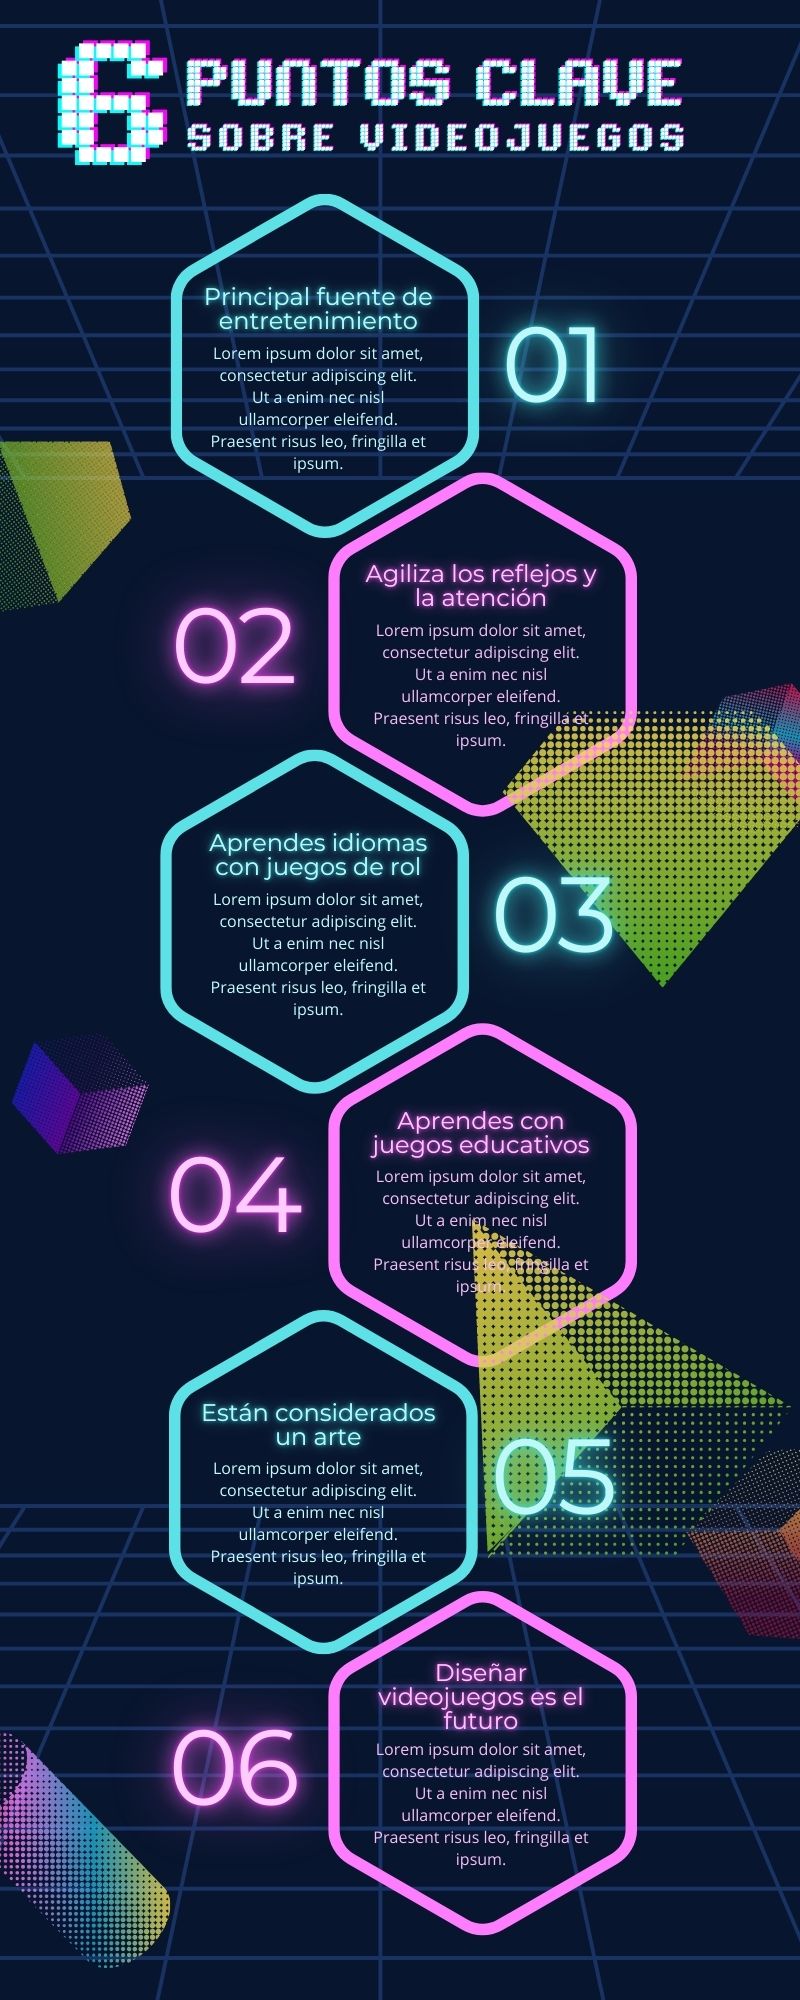 6 PUNTOS CLAVE
SOBRE VIDEOJUEGOS
Principal fuente de
entretenimiento
Lorem ipsum dolor sit amet,
consectetur adipiscing elit.
Ut a enim nec nisl
ullamcorper eleifend.
Praesent risus leo, fringilla et
ipsum.
01
Agiliza los reflejos y
la atención
Lorem ipsum dolor sit amet,
consectetur adipiscing elit.
Ut a enim nec nisl
ullamcorper eleifend.
Praesent risus leo, fringilla et
ipsum.
02
Aprendes idiomas
con juegos de rol
Lorem ipsum dolor sit amet,
consectetur adipiscing elit.
Ut a enim nec nisl
ullamcorper eleifend.
Praesent risus leo, fringilla et
ipsum.
03
Aprendes con
juegos educativos
Lorem ipsum dolor sit amet,
consectetur adipiscing elit.
Ut a enim nec nisl
ullamcorper eleifend.
Praesent risus leo, fringilla et
ipsum.
04
Están considerados
un arte
Lorem ipsum dolor sit amet,
consectetur adipiscing elit.
Ut a enim nec nisl
ullamcorper eleifend.
Praesent risus leo, fringilla et
ipsum.
05
Diseñar
videojuegos es el
futuro
Lorem ipsum dolor sit amet,
consectetur adipiscing elit.
Ut a enim nec nisl
ullamcorper eleifend.
Praesent risus leo, fringilla et
ipsum.
06